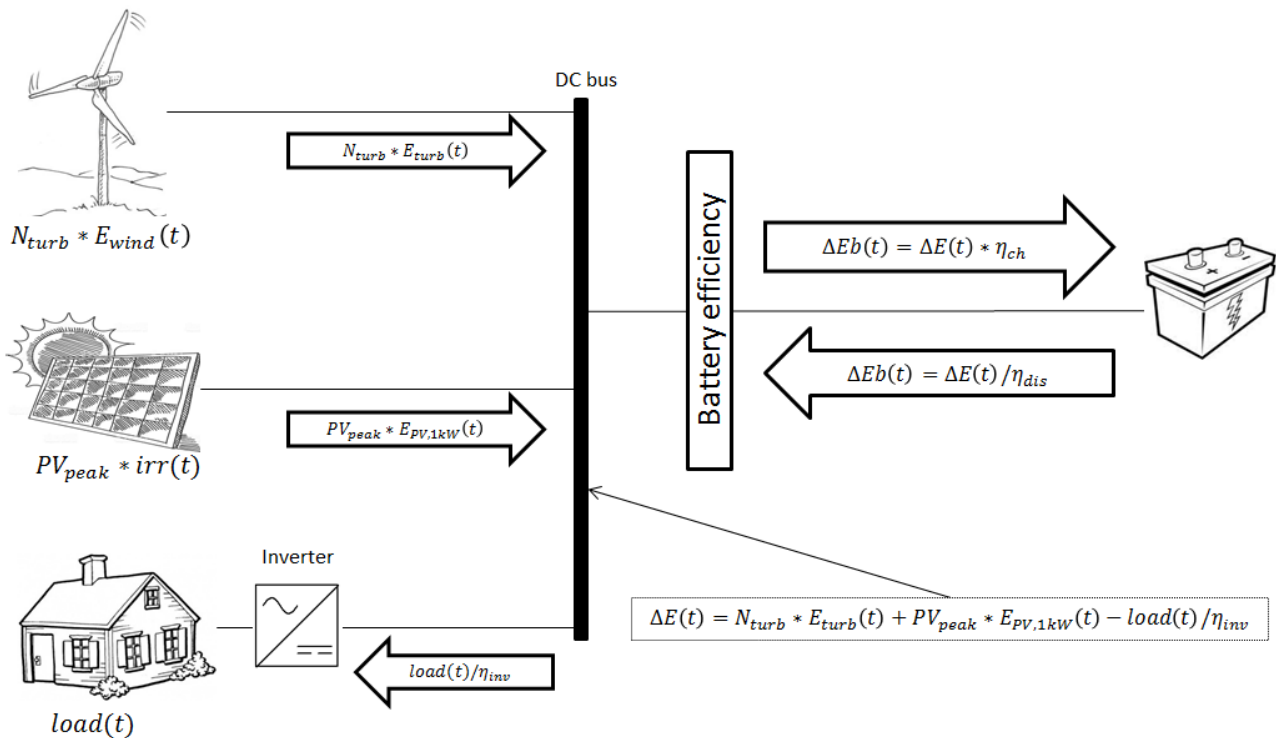 DC bus
N_turb * E_turb(t)
N_turb * E_wind(t)
Battery efficiency
ΔEb(t) = ΔE(t) * η_ch
+ −
ΔEb(t) = ΔE(t)/η_dis
PV_peak * E_PV,1kW(t)
PV_peak * irr(t)
Inverter
ΔE(t) = N_turb * E_turb(t) + PV_peak * E_PV,1kW(t) − load(t)/η_inv
load(t)/η_inv
load(t)